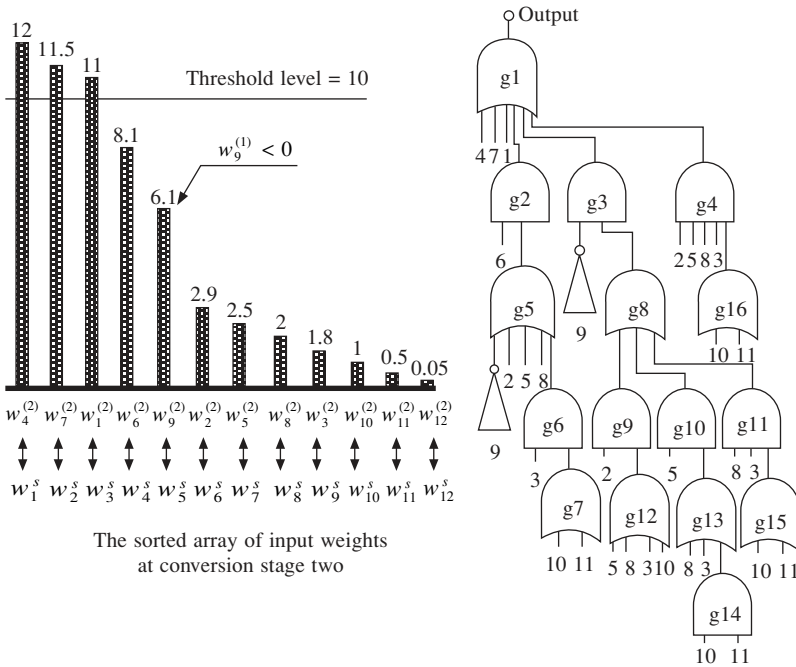 12
11.5
11
Threshold level = 10
8.1
w_9^(1) < 0
6.1
2.9
2.5
2
1.8
1
0.5
0.05
w_4^(2) w_7^(2) w_1^(2) w_6^(2) w_9^(2) w_2^(2) w_5^(2) w_8^(2) w_3^(2) w_10^(2) w_11^(2) w_12^(2)
w_1^s w_2^s w_3^s w_4^s w_5^s w_6^s w_7^s w_8^s w_9^s w_10^s w_11^s w_12^s
The sorted array of input weights
at conversion stage two
Output
g1
4 7 1
g2 g3 g4
6
2 5 8 3
g5
9
g8
g16
10 11
2 5 8
9
g6 g9 g10 g11
3
2
5
8 3
g7 g12 g13 g15
10 11
5 8 3 10
8 3
10 11
g14
10 11